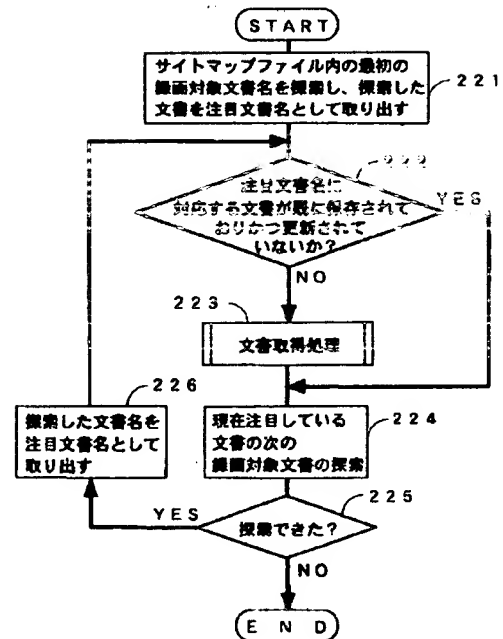 START
サイトマップファイル内の最初の
録画対象文書名を探索し、探索した
文書を注目文書名として取り出す
221
222
注目文書名に
対応する文書が既に保存されて
おりかつ更新されて
いないか?
YES
NO
223
文書取得処理
226
探索した文書名を
注目文書名として
取り出す
224
現在注目している
文書の次の
録画対象文書の探索
225
YES
探索できた?
NO
END